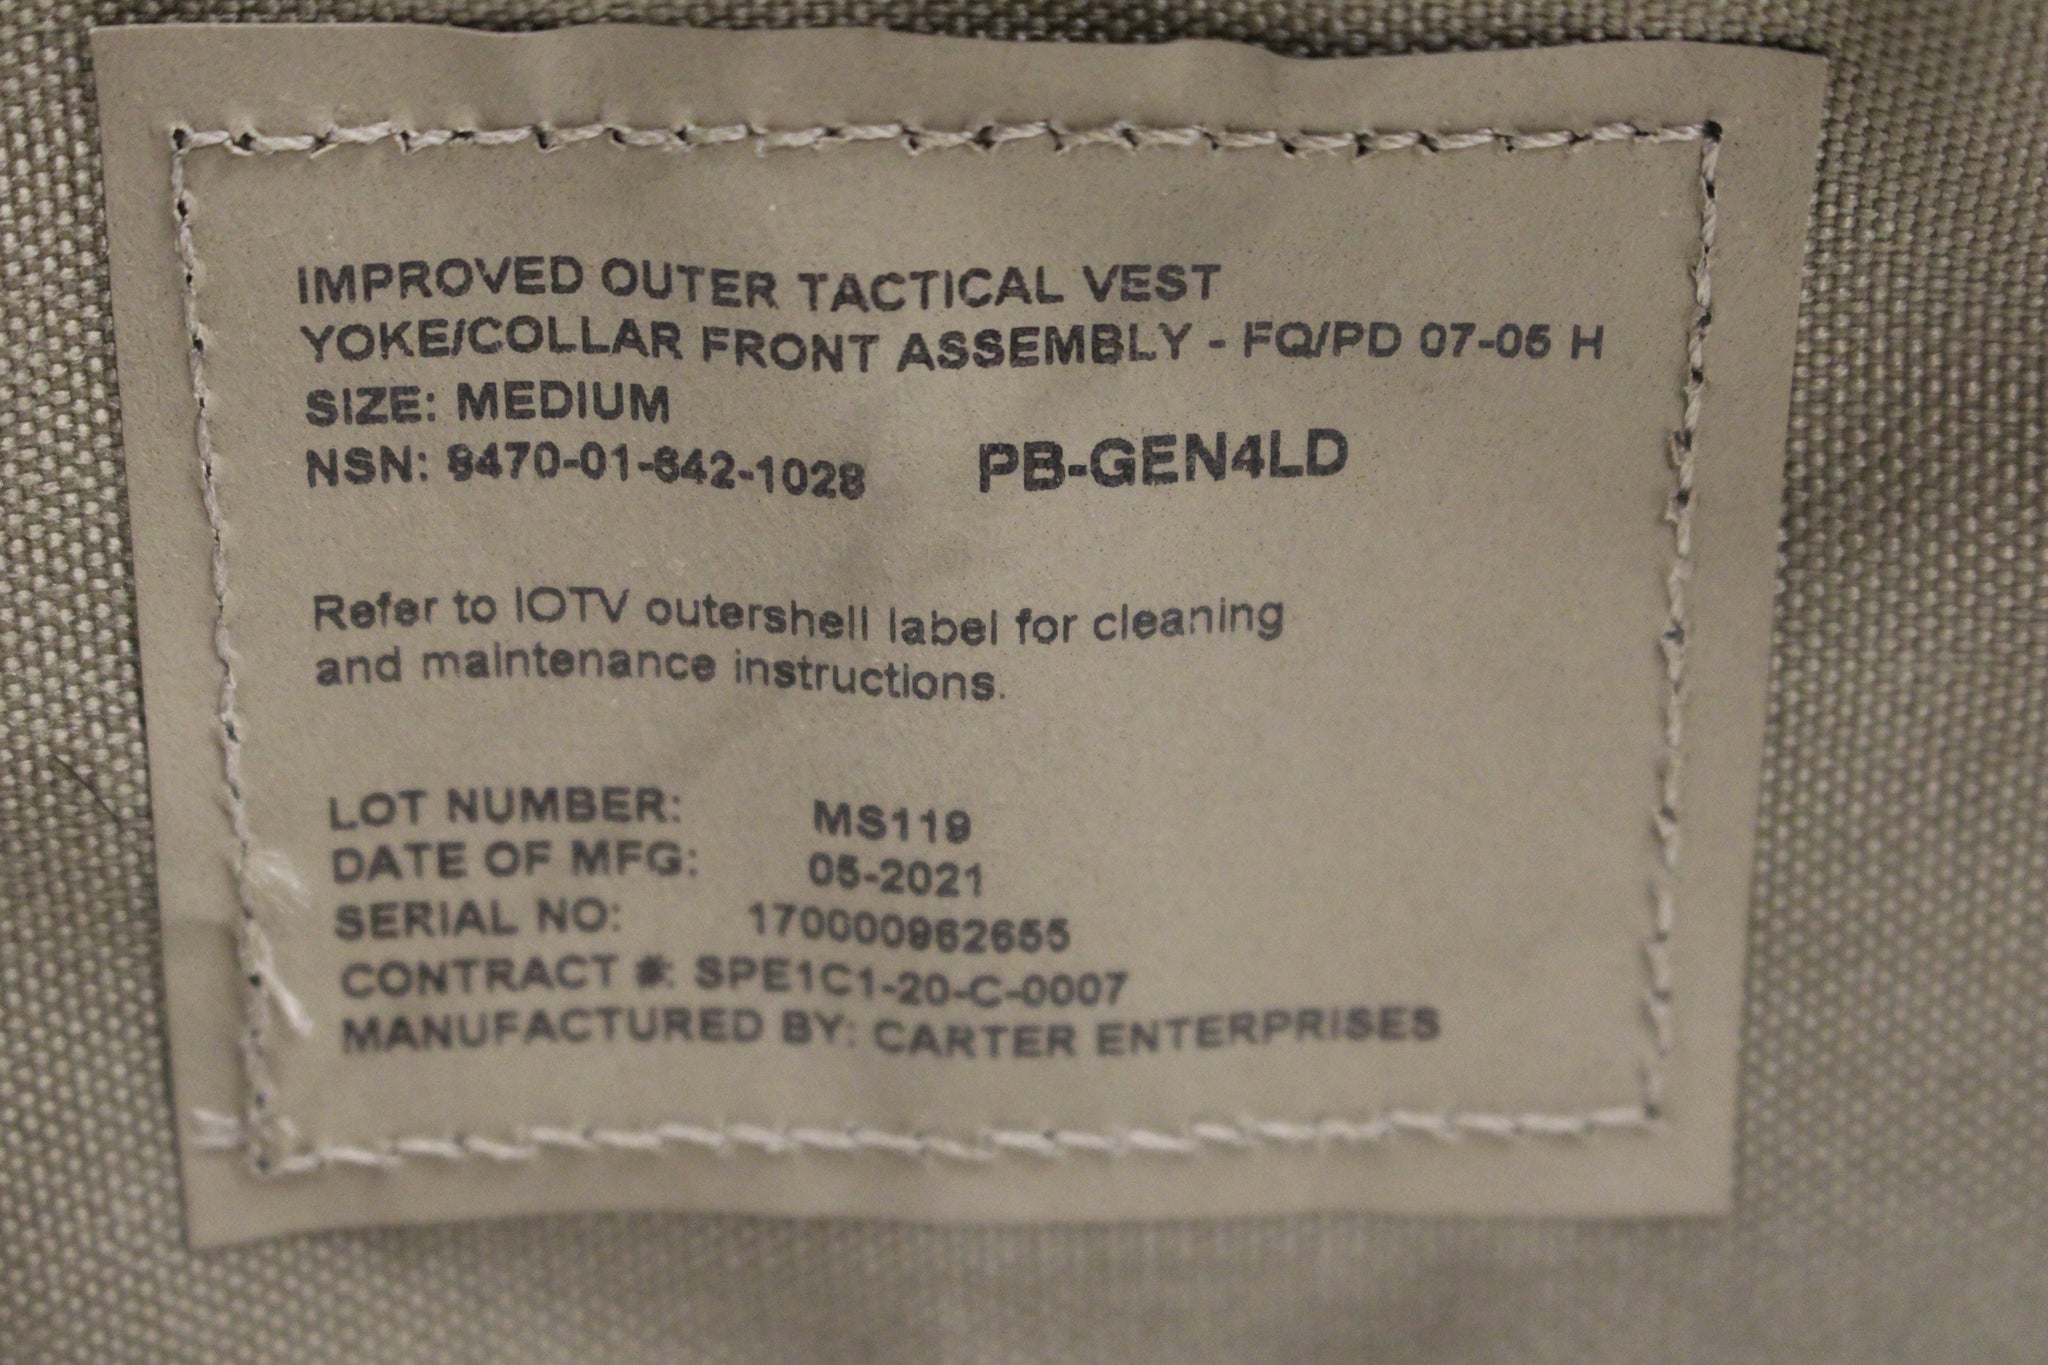 IMPROVED OUTER TACTICAL VEST
YOKE/COLLAR FRONT ASSEMBLY - FQ/PD 07-05 H
SIZE: MEDIUM
NSN: 8470-01-642-1028 PB-GEN4LD
Refer to IOTV outershell label for cleaning
and maintenance instructions.
LOT NUMBER: MS119
DATE OF MFG: 05-2021
SERIAL NO: 170000962655
CONTRACT #: SPE1C1-20-C-0007
MANUFACTURED BY: CARTER ENTERPRISES